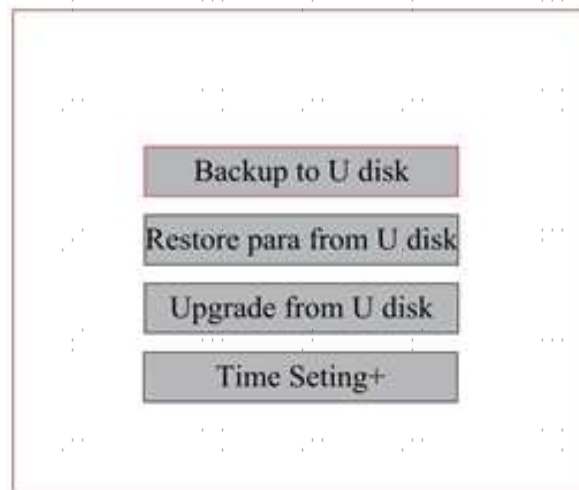 Backup to U disk
Restore para from U disk
Upgrade from U disk
Time Seting+